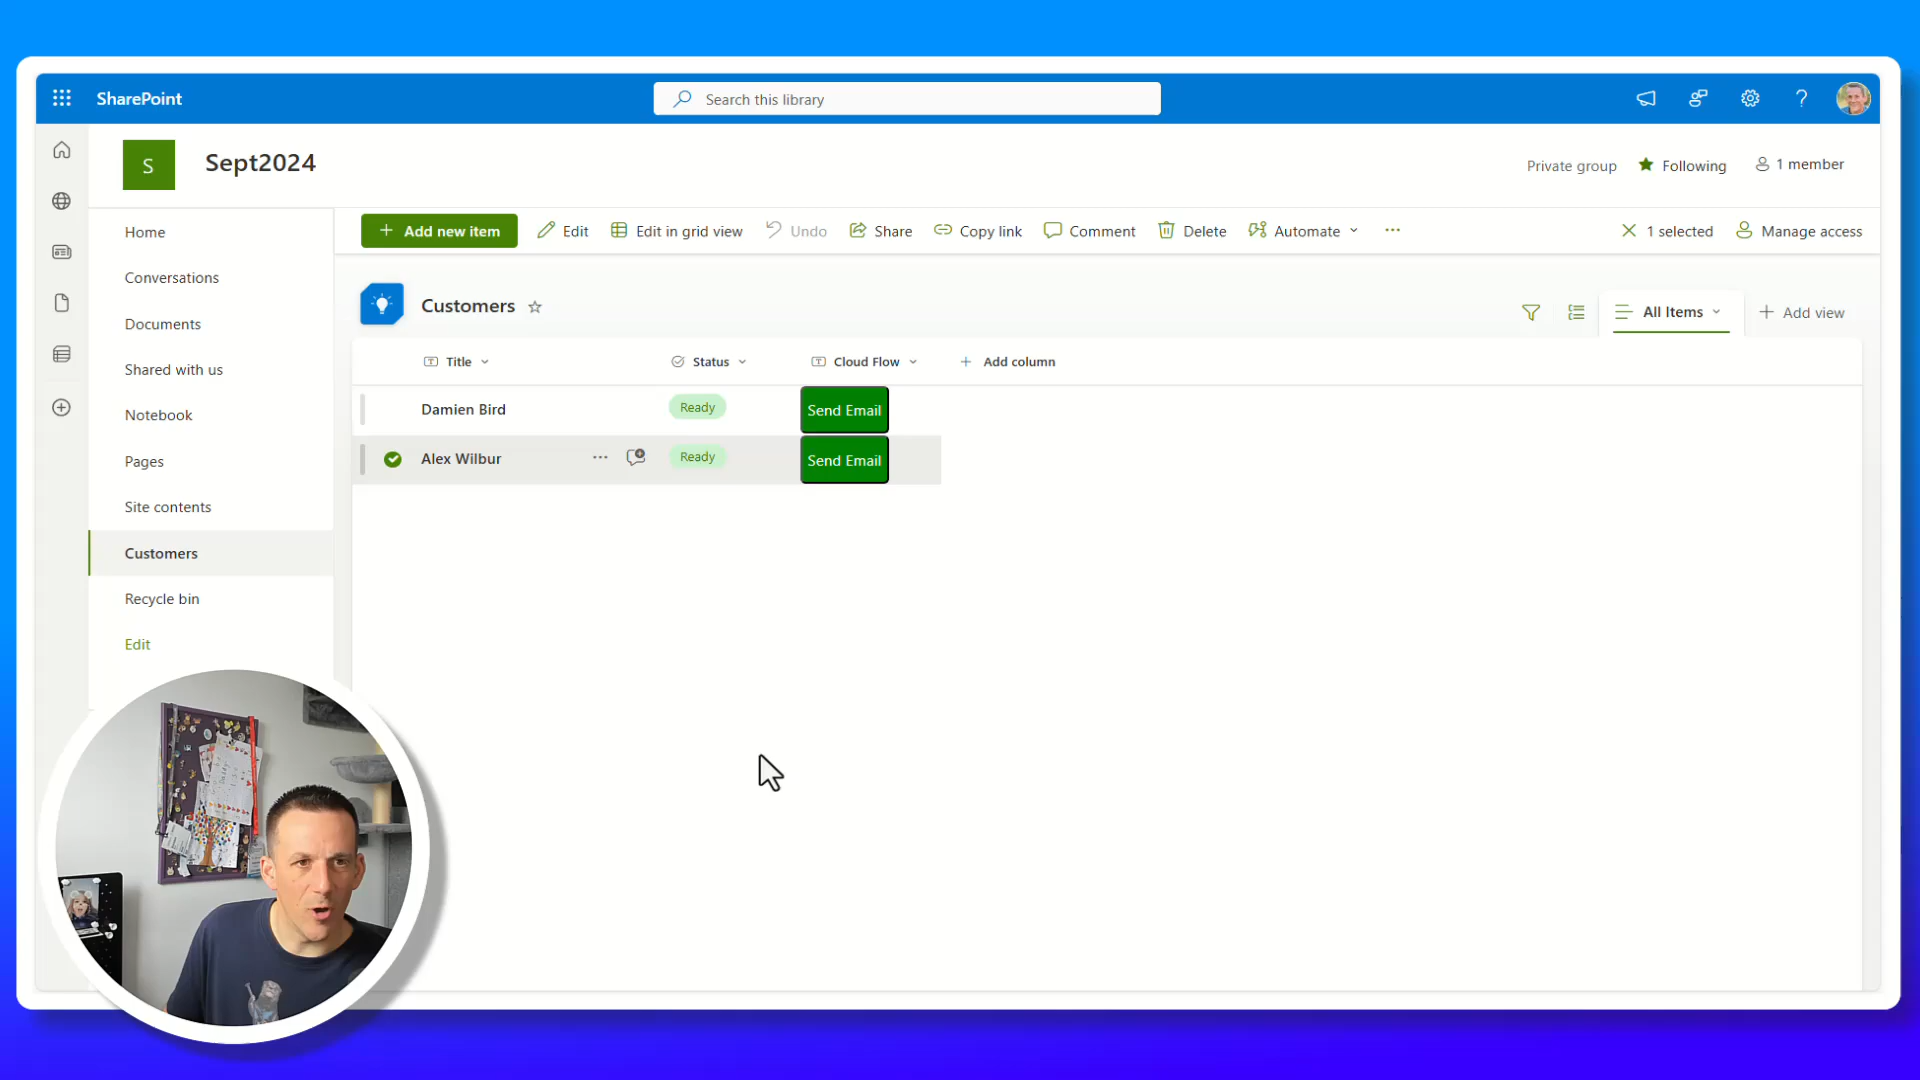 SharePoint
Search this library
S
Sept2024
Private group
Following
1 member
Home
Conversations
Documents
Shared with us
Notebook
Pages
Site contents
Customers
Recycle bin
Edit
Add new item
Edit
Edit in grid view
Undo
Share
Copy link
Comment
Delete
Automate
1 selected
Manage access
Customers
All Items
Add view
Title
Status
Cloud Flow
Add column
Damien Bird
Ready
Send Email
Alex Wilbur
Ready
Send Email